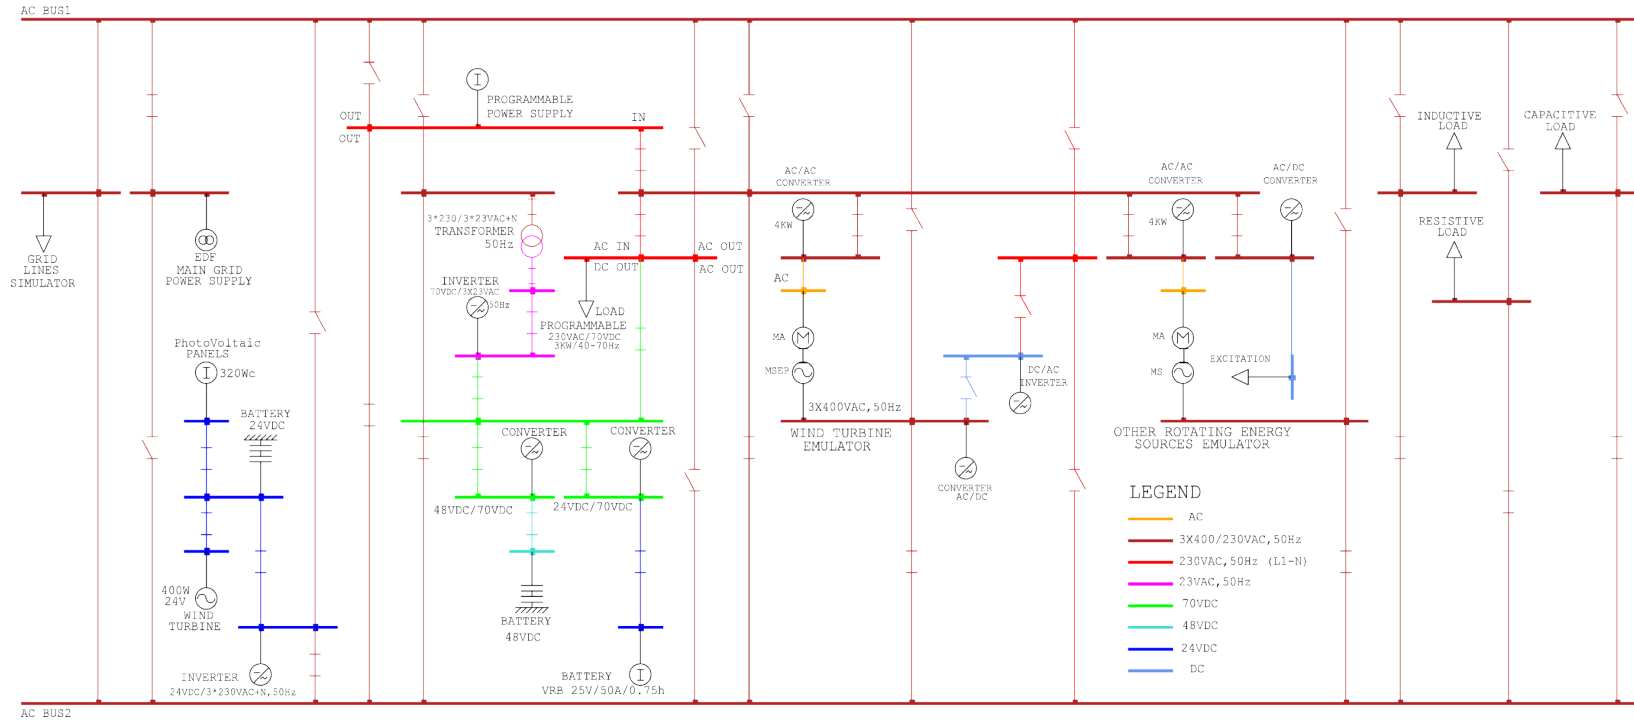 AC BUS1
I
PROGRAMMABLE
POWER SUPPLY
OUT
IN
OUT
INDUCTIVE
LOAD
CAPACITIVE
LOAD
AC/AC
CONVERTER
AC/AC
CONVERTER
AC/DC
CONVERTER
3*230/3*23VAC+N
TRANSFORMER
50Hz
4KW
4KW
RESISTIVE
LOAD
AC IN
AC OUT
DC OUT
AC OUT
GRID
LINES
SIMULATOR
EDF
MAIN GRID
POWER SUPPLY
INVERTER
70VDC/3X23VAC
50Hz
AC
LOAD
PROGRAMMABLE
230VAC/70VDC
3KW/40-70Hz
MA
M
MA
M
PhotoVoltaic
PANELS
I
320Wc
MSEP
MS
EXCITATION
DC/AC
INVERTER
BATTERY
24VDC
3X400VAC,50Hz
CONVERTER
CONVERTER
WIND TURBINE
EMULATOR
OTHER ROTATING ENERGY
SOURCES EMULATOR
CONVERTER
AC/DC
48VDC/70VDC
24VDC/70VDC
LEGEND
AC
3X400/230VAC,50Hz
230VAC,50Hz (L1-N)
23VAC,50Hz
70VDC
48VDC
24VDC
DC
400W
24V
WIND
TURBINE
BATTERY
48VDC
INVERTER
24VDC/3*230VAC+N,50Hz
BATTERY
I
VRB 25V/50A/0.75h
AC BUS2